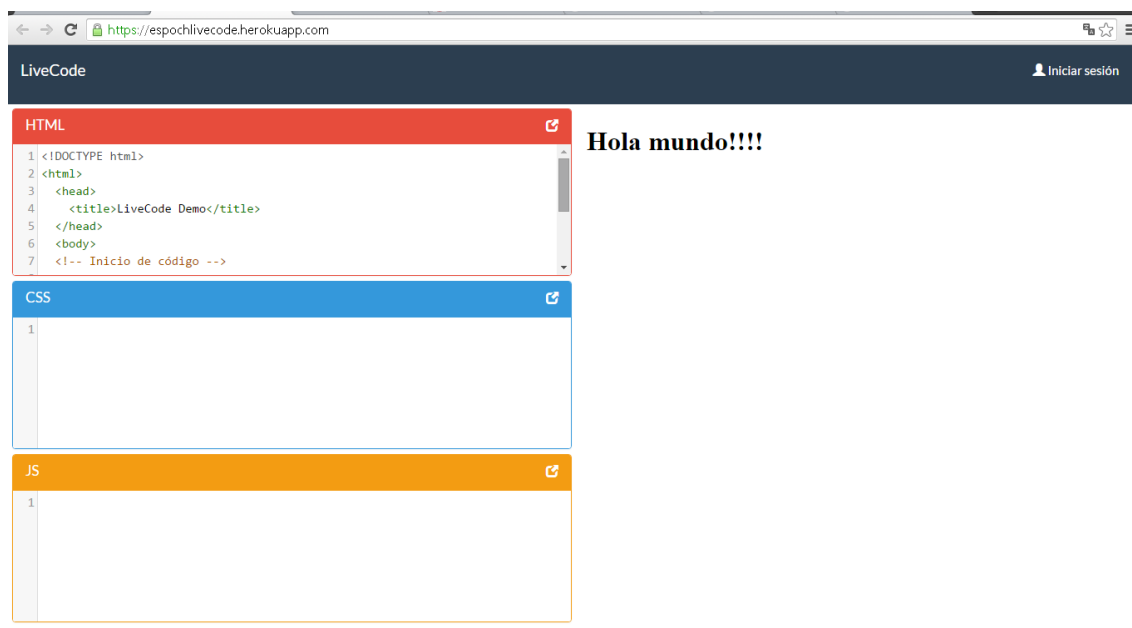 https://espochlivecode.herokuapp.com
LiveCode
Iniciar sesión
HTML
1 <!DOCTYPE html>
2 <html>
3 <head>
4 <title>LiveCode Demo</title>
5 </head>
6 <body>
7 <!-- Inicio de código -->
CSS
1
JS
1
Hola mundo!!!!